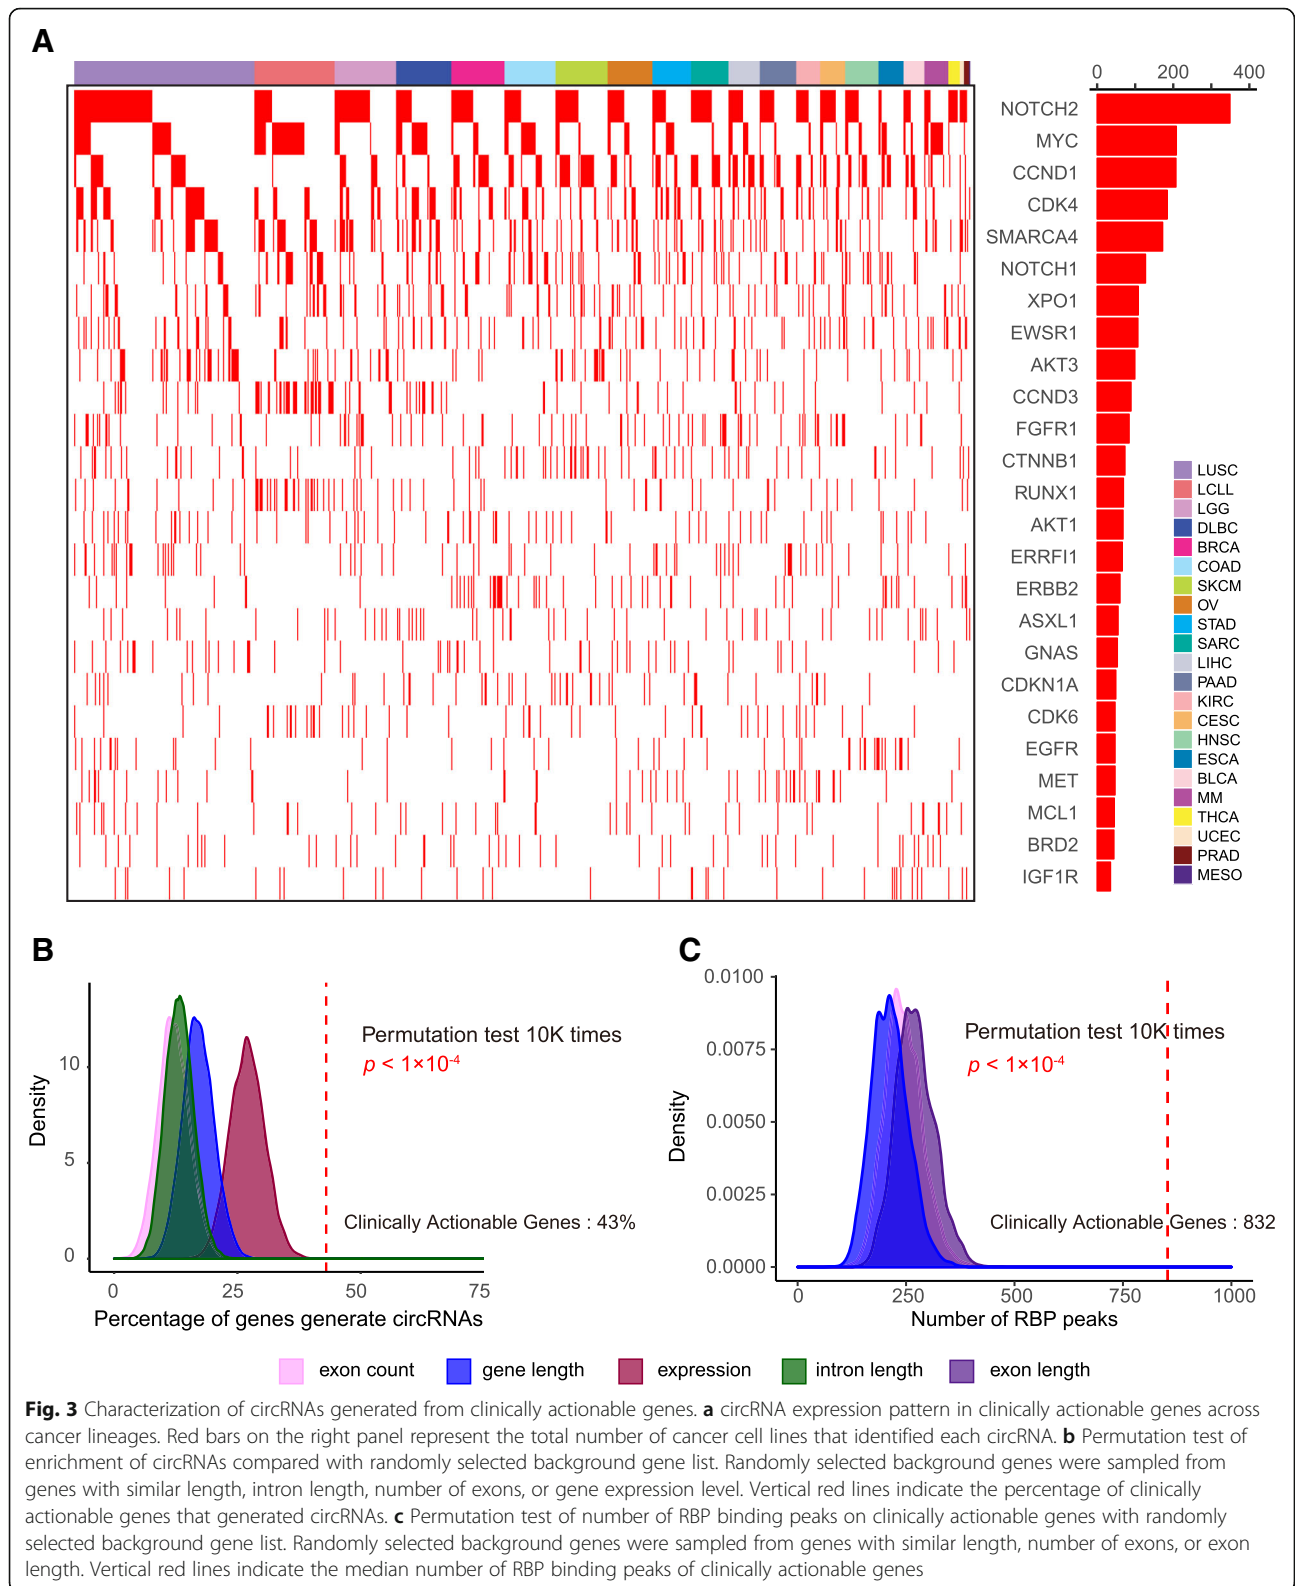 A
0 200 400
NOTCH2
MYC
CCND1
CDK4
SMARCA4
NOTCH1
XPO1
EWSR1
AKT3
CCND3
FGFR1
CTNNB1
RUNX1
AKT1
ERRFI1
ERBB2
ASXL1
GNAS
CDKN1A
CDK6
EGFR
MET
MCL1
BRD2
IGF1R
LUSC
LCLL
LGG
DLBC
BRCA
COAD
SKCM
OV
STAD
SARC
LIHC
PAAD
KIRC
CESC
HNSC
ESCA
BLCA
MM
THCA
UCEC
PRAD
MESO
B
Density
10
5
0
Permutation test 10K times
p < 1×10-4
Clinically Actionable Genes : 43%
0 25 50 75
Percentage of genes generate circRNAs
C
Density
0.0100
0.0075
0.0050
0.0025
0.0000
Permutation test 10K times
p < 1×10-4
Clinically Actionable Genes : 832
0 250 500 750 1000
Number of RBP peaks
exon count gene length expression intron length exon length
Fig. 3 Characterization of circRNAs generated from clinically actionable genes. a circRNA expression pattern in clinically actionable genes across
cancer lineages. Red bars on the right panel represent the total number of cancer cell lines that identified each circRNA. b Permutation test of
enrichment of circRNAs compared with randomly selected background gene list. Randomly selected background genes were sampled from
genes with similar length, intron length, number of exons, or gene expression level. Vertical red lines indicate the percentage of clinically
actionable genes that generated circRNAs. c Permutation test of number of RBP binding peaks on clinically actionable genes with randomly
selected background gene list. Randomly selected background genes were sampled from genes with similar length, number of exons, or exon
length. Vertical red lines indicate the median number of RBP binding peaks of clinically actionable genes